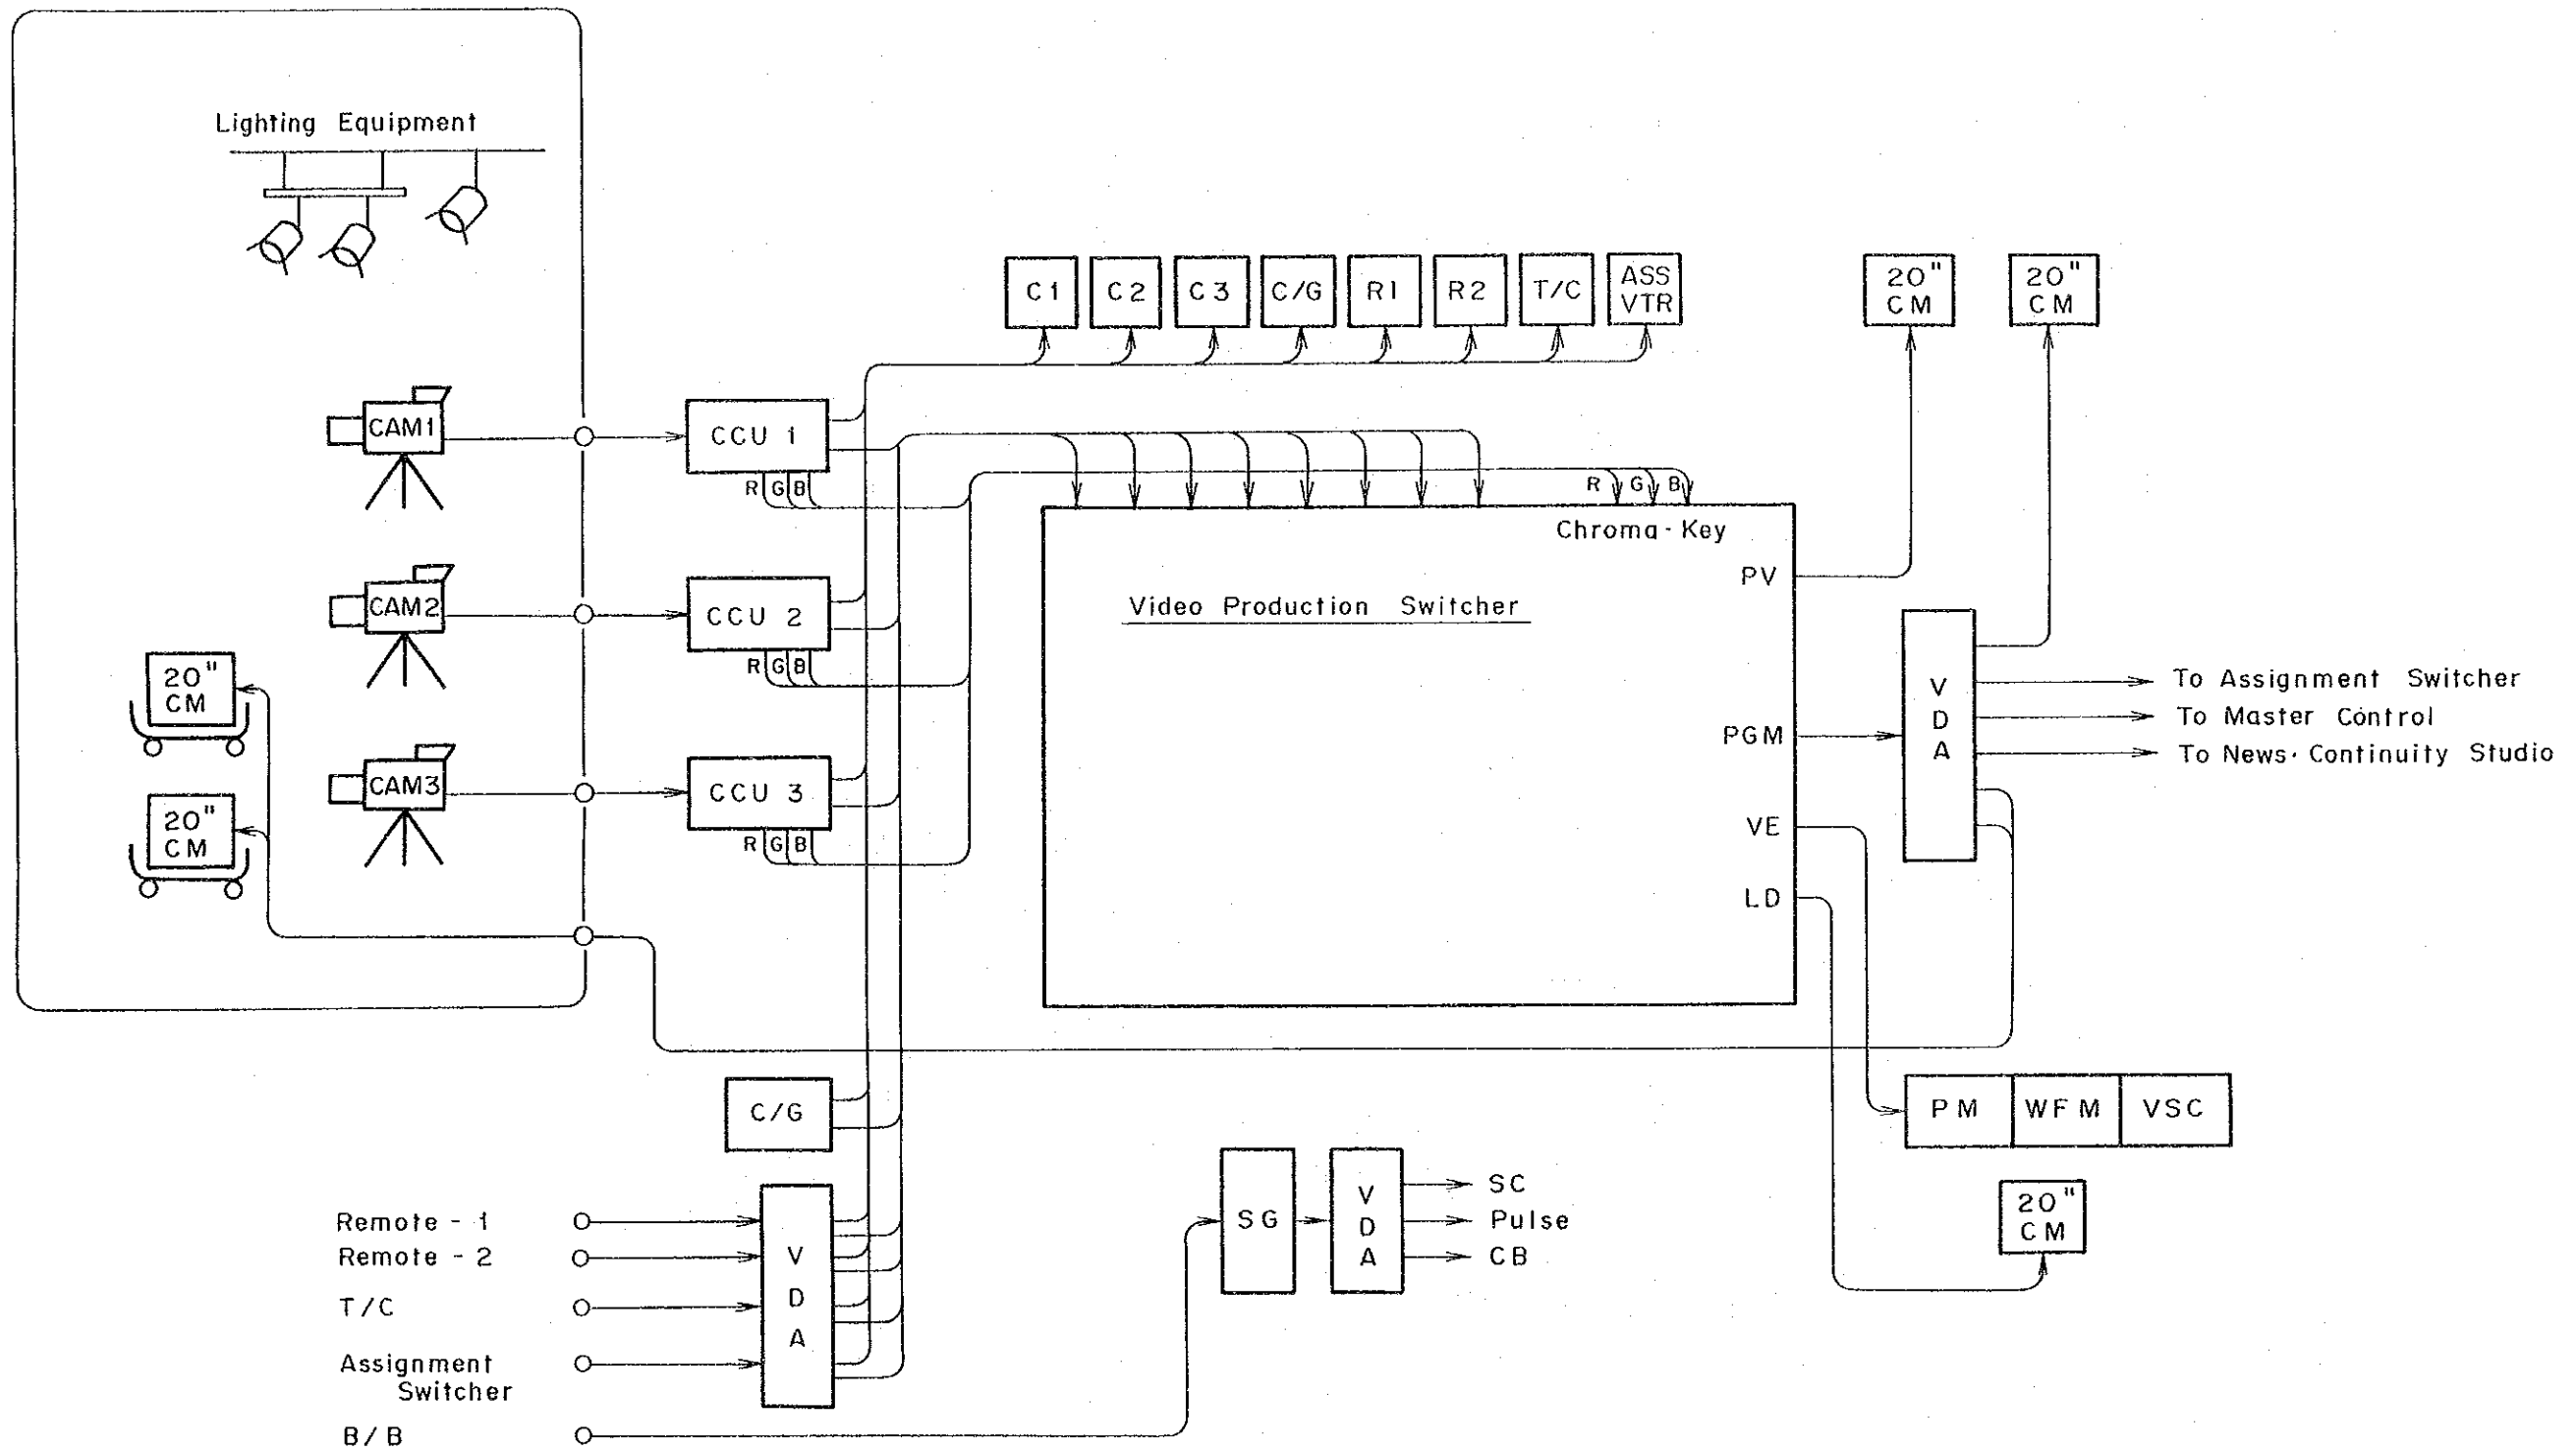 Lighting Equipment
C1
C2
C3
C/G
R1
R2
T/C
ASS
VTR
20"
CM
20"
CM
CAM1
CCU 1
R G B
R G B
Chroma-Key
PV
CAM2
CCU 2
R G B
Video Production Switcher
20"
CM
V
D
A
To Assignment Switcher
To Master Control
To News·Continuity Studio
PGM
CAM3
CCU 3
R G B
20"
CM
VE
LD
C/G
PM
WFM
VSC
SG
V
D
A
SC
Pulse
CB
20"
CM
Remote - 1
Remote - 2
T/C
Assignment
Switcher
B/B
V
D
A